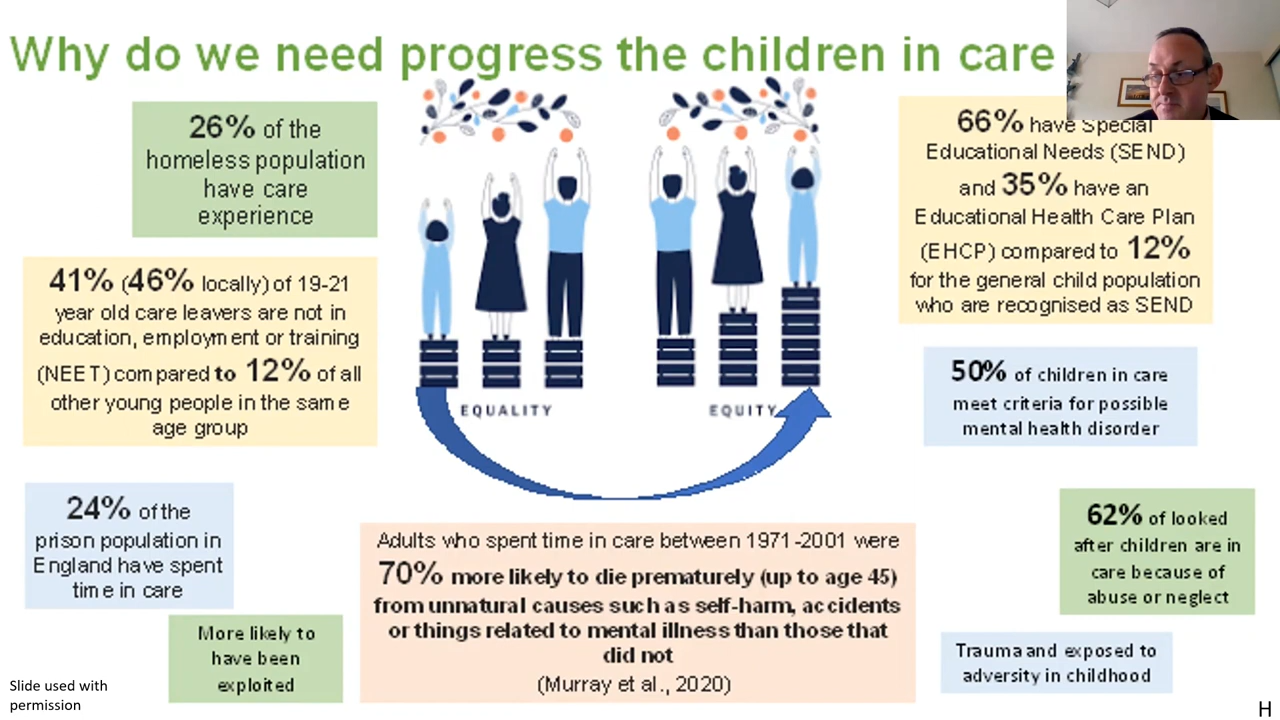 Why do we need progress the children in care
26% of the
homeless population
have care
experience
41% (46% locally) of 19-21
year old care leavers are not in
education, employment or training
(NEET) compared to 12% of all
other young people in the same
age group
24% of the
prison population in
England have spent
time in care
More likely to
have been
exploited
EQUALITY
EQUITY
Adults who spent time in care between 1971-2001 were
70% more likely to die prematurely (up to age 45)
from unnatural causes such as self-harm, accidents
or things related to mental illness than those that
did not
(Murray et al., 2020)
66% have Special
Educational Needs (SEND)
and 35% have an
Educational Health Care Plan
(EHCP) compared to 12%
for the general child population
who are recognised as SEND
50% of children in care
meet criteria for possible
mental health disorder
62% of looked
after children are in
care because of
abuse or neglect
Trauma and exposed to
adversity in childhood
Slide used with
permission
H